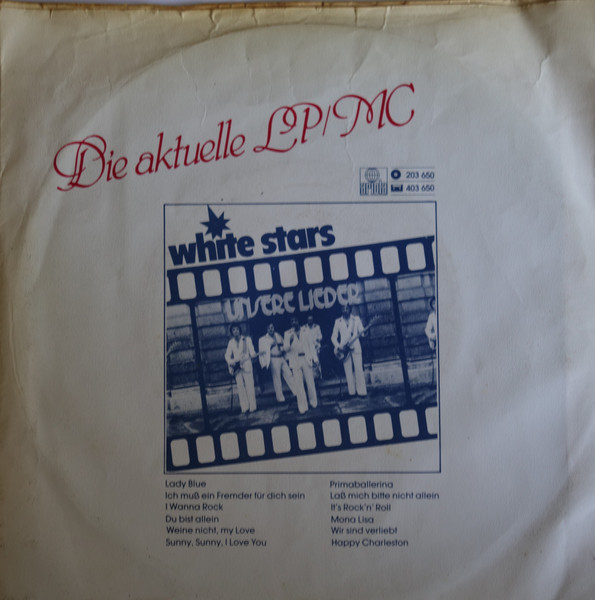 Die aktuelle LP/MC
ARIOLA
203 650
403 650
white stars
UNSERE LIEDER
Lady Blue
Ich muß ein Fremder für dich sein
I Wanna Rock
Du bist allein
Weine nicht, my Love
Sunny, Sunny, I Love You
Primaballerina
Laß mich bitte nicht allein
It's Rock'n' Roll
Mona Lisa
Wir sind verliebt
Happy Charleston